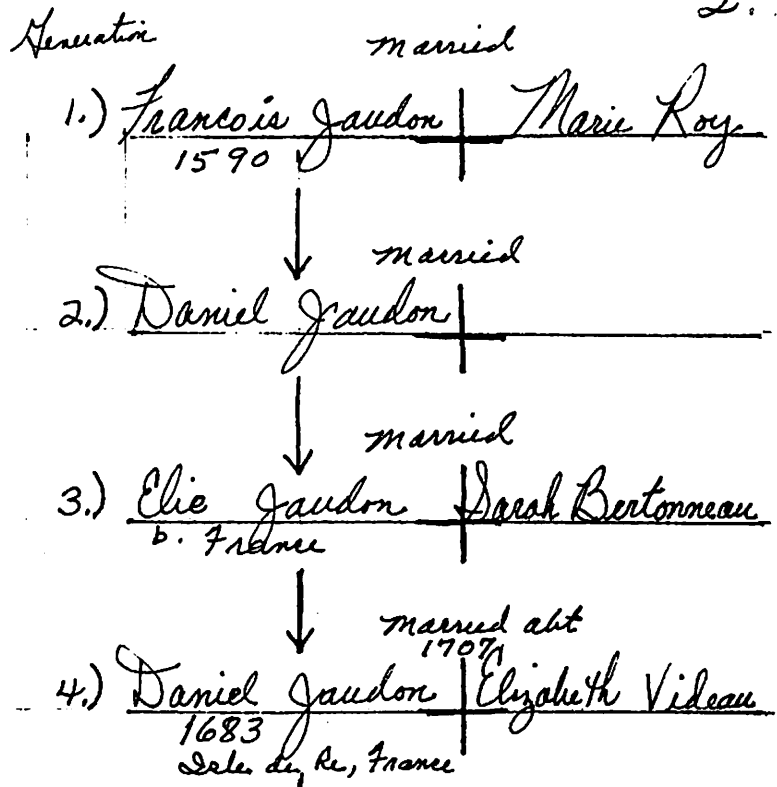 2.
Generation
married
1.) Francois Jaudon Marie Roy
1590
married
2.) Daniel Jaudon
married
3.) Elie Jaudon Sarah Bertonneau
b. France
married abt
1707
4.) Daniel Jaudon Elizabeth Videau
1683
Isle de Re, France